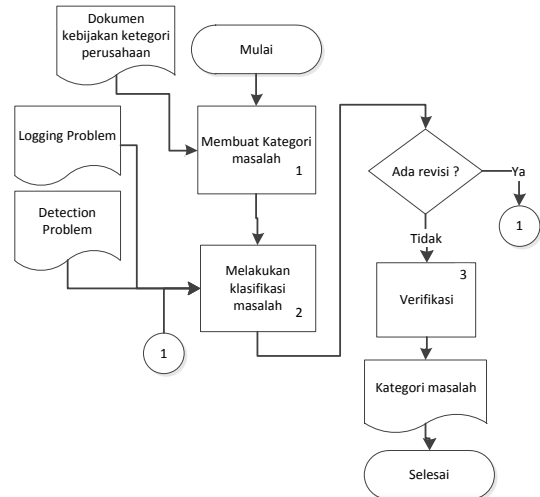 Dokumen
kebijakan ketegori
perusahaan
Mulai
Logging Problem
Membuat Kategori
masalah
1
Detection
Problem
Melakukan
klasifikasi
masalah
2
1
Ada revisi ?
Ya
1
Tidak
3
Verifikasi
Kategori masalah
Selesai